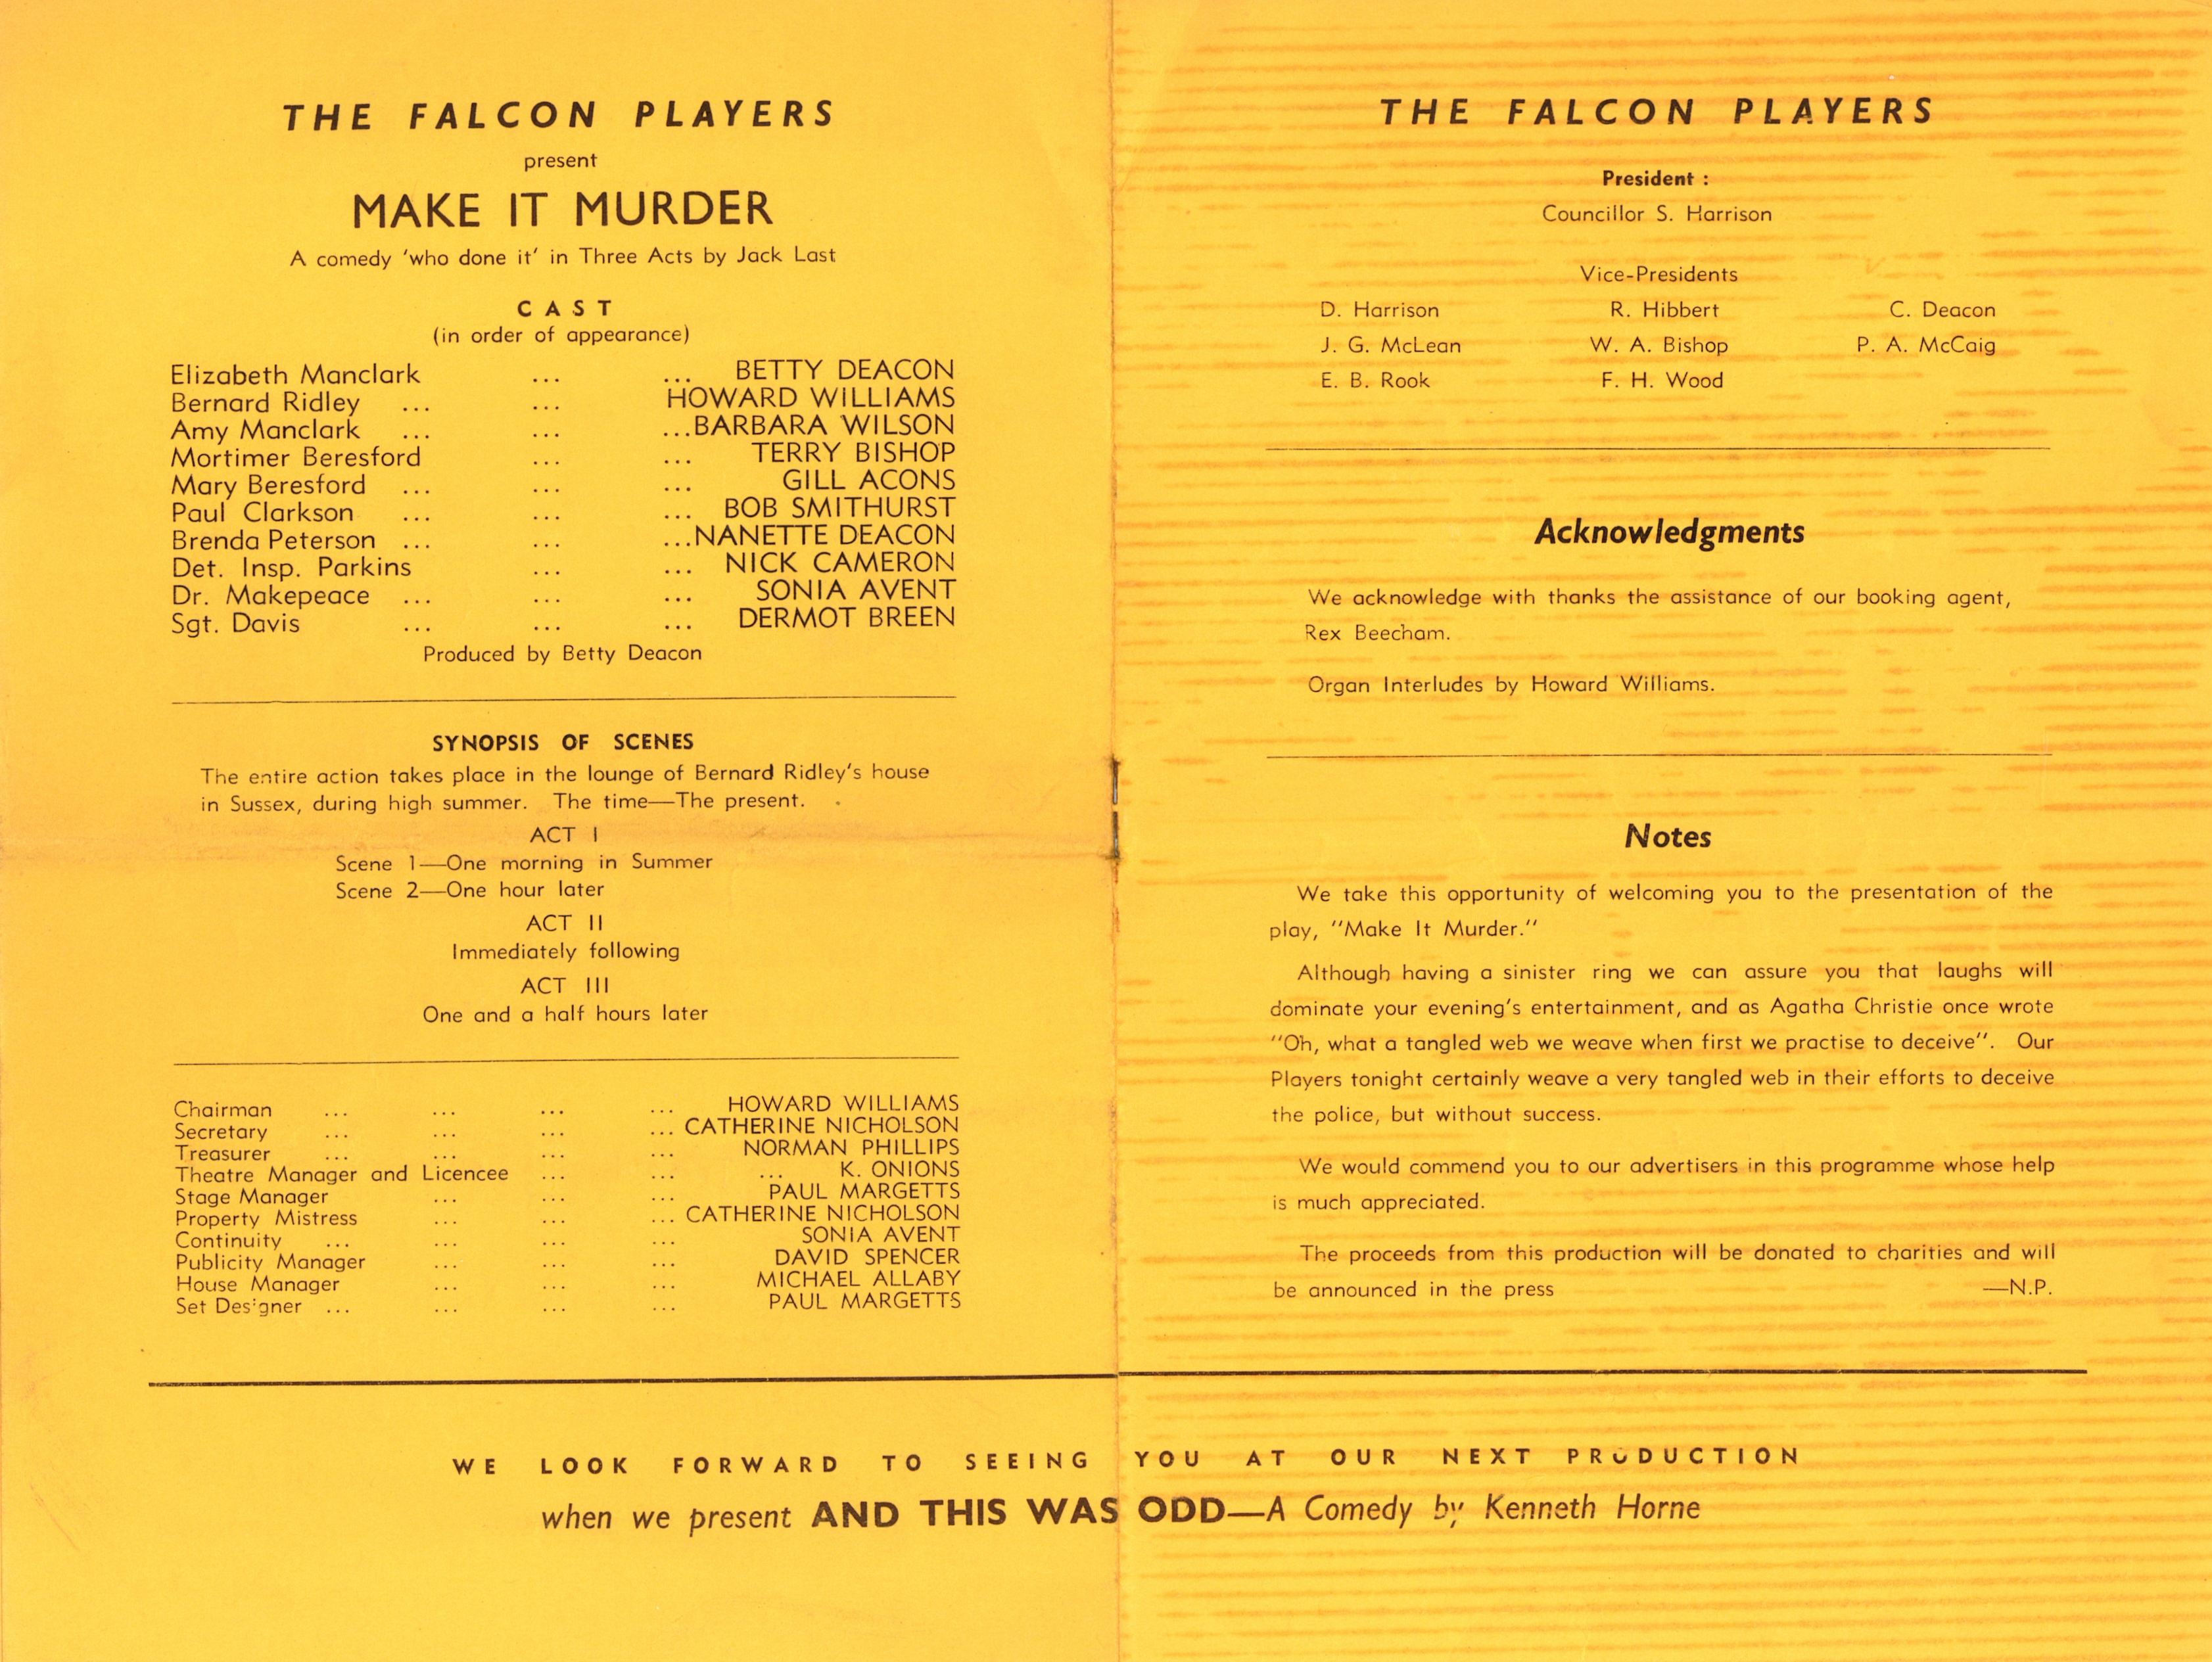 THE FALCON PLAYERS
present
MAKE IT MURDER
A comedy 'who done it' in Three Acts by Jack Last
CAST
(in order of appearance)
Elizabeth Manclark ... ... BETTY DEACON
Bernard Ridley ... ... HOWARD WILLIAMS
Amy Manclark ... ... ...BARBARA WILSON
Mortimer Beresford ... ... TERRY BISHOP
Mary Beresford ... ... ... GILL ACONS
Paul Clarkson ... ... ... BOB SMITHURST
Brenda Peterson ... ... ...NANETTE DEACON
Det. Insp. Parkins ... ... NICK CAMERON
Dr. Makepeace ... ... ... SONIA AVENT
Sgt. Davis ... ... ... DERMOT BREEN
Produced by Betty Deacon
SYNOPSIS OF SCENES
The entire action takes place in the lounge of Bernard Ridley's house
in Sussex, during high summer. The time—The present.
ACT I
Scene 1—One morning in Summer
Scene 2—One hour later
ACT II
Immediately following
ACT III
One and a half hours later
Chairman ... ... ... ... HOWARD WILLIAMS
Secretary ... ... ... ... CATHERINE NICHOLSON
Treasurer ... ... ... ... NORMAN PHILLIPS
Theatre Manager and Licencee ... ... ... K. ONIONS
Stage Manager ... ... ... PAUL MARGETTS
Property Mistress ... ... ... CATHERINE NICHOLSON
Continuity ... ... ... ... SONIA AVENT
Publicity Manager ... ... ... DAVID SPENCER
House Manager ... ... ... MICHAEL ALLABY
Set Designer ... ... ... ... PAUL MARGETTS
THE FALCON PLAYERS
President :
Councillor S. Harrison
Vice-Presidents
D. Harrison R. Hibbert C. Deacon
J. G. McLean W. A. Bishop P. A. McCaig
E. B. Rook F. H. Wood
Acknowledgments
We acknowledge with thanks the assistance of our booking agent,
Rex Beecham.
Organ Interludes by Howard Williams.
Notes
We take this opportunity of welcoming you to the presentation of the
play, "Make It Murder."
Although having a sinister ring we can assure you that laughs will
dominate your evening's entertainment, and as Agatha Christie once wrote
"Oh, what a tangled web we weave when first we practise to deceive". Our
Players tonight certainly weave a very tangled web in their efforts to deceive
the police, but without success.
We would commend you to our advertisers in this programme whose help
is much appreciated.
The proceeds from this production will be donated to charities and will
be announced in the press —N.P.
WE LOOK FORWARD TO SEEING YOU AT OUR NEXT PRODUCTION
when we present AND THIS WAS ODD—A Comedy by Kenneth Horne